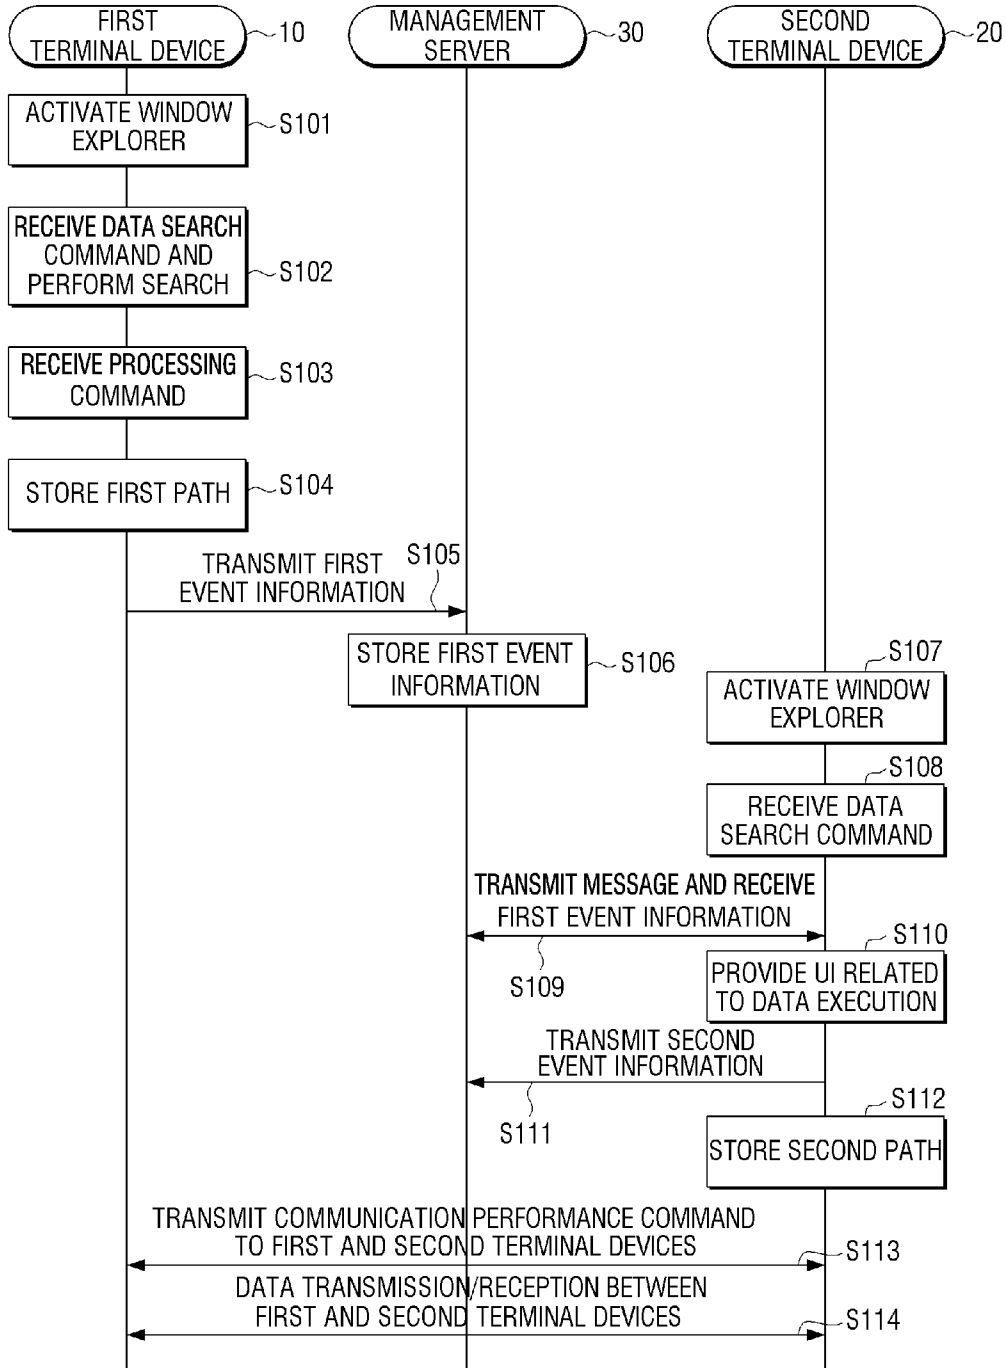 FIRST
TERMINAL DEVICE
10
MANAGEMENT
SERVER
30
SECOND
TERMINAL DEVICE
20
ACTIVATE WINDOW
EXPLORER
S101
RECEIVE DATA SEARCH
COMMAND AND
PERFORM SEARCH
S102
RECEIVE PROCESSING
COMMAND
S103
STORE FIRST PATH
S104
TRANSMIT FIRST
EVENT INFORMATION
S105
STORE FIRST EVENT
INFORMATION
S106
S107
ACTIVATE WINDOW
EXPLORER
S108
RECEIVE DATA
SEARCH COMMAND
TRANSMIT MESSAGE AND RECEIVE
FIRST EVENT INFORMATION
S109
S110
PROVIDE UI RELATED
TO DATA EXECUTION
TRANSMIT SECOND
EVENT INFORMATION
S111
S112
STORE SECOND PATH
TRANSMIT COMMUNICATION PERFORMANCE COMMAND
TO FIRST AND SECOND TERMINAL DEVICES
S113
DATA TRANSMISSION/RECEPTION BETWEEN
FIRST AND SECOND TERMINAL DEVICES
S114